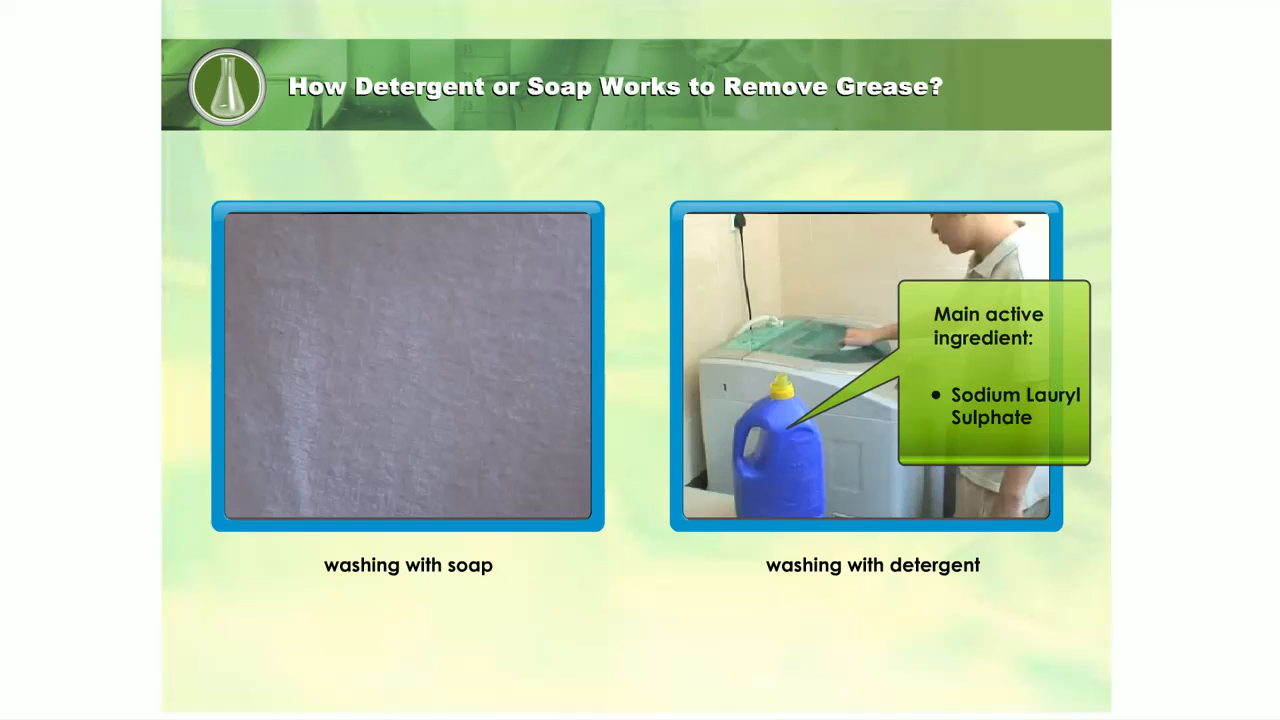 How Detergent or Soap Works to Remove Grease?
Main active
ingredient:
• Sodium Lauryl
Sulphate
washing with soap
washing with detergent